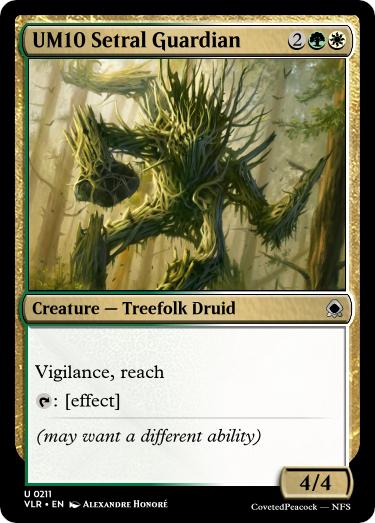 UM10 Setral Guardian 2
Creature — Treefolk Druid
Vigilance, reach
: [effect]
(may want a different ability)
4/4
U 0211
VLR • EN Alexandre Honoré
CovetedPeacock — NFS